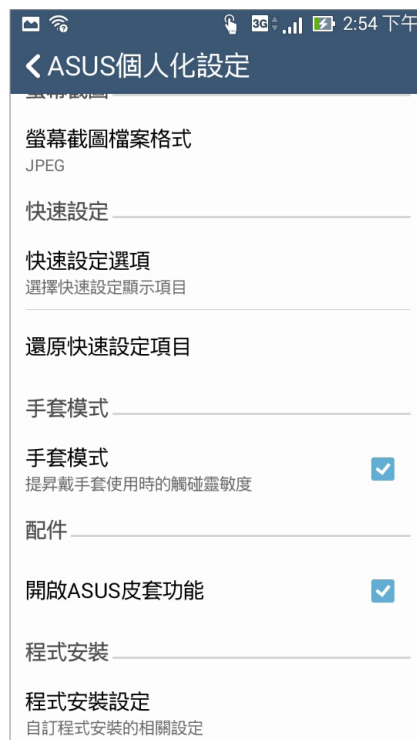 3G 2:54 下午
ASUS個人化設定
螢幕截圖
螢幕截圖檔案格式
JPEG
快速設定
快速設定選項
選擇快速設定顯示項目
還原快速設定項目
手套模式
手套模式
提昇戴手套使用時的觸碰靈敏度
配件
開啟ASUS皮套功能
程式安裝
程式安裝設定
自訂程式安裝的相關設定